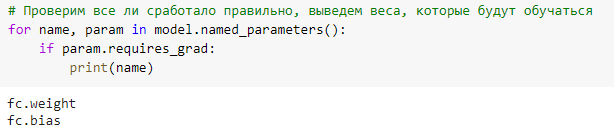 # Проверим все ли сработало правильно, выведем веса, которые будут обучаться
for name, param in model.named_parameters():
    if param.requires_grad:
        print(name)
fc.weight
fc.bias